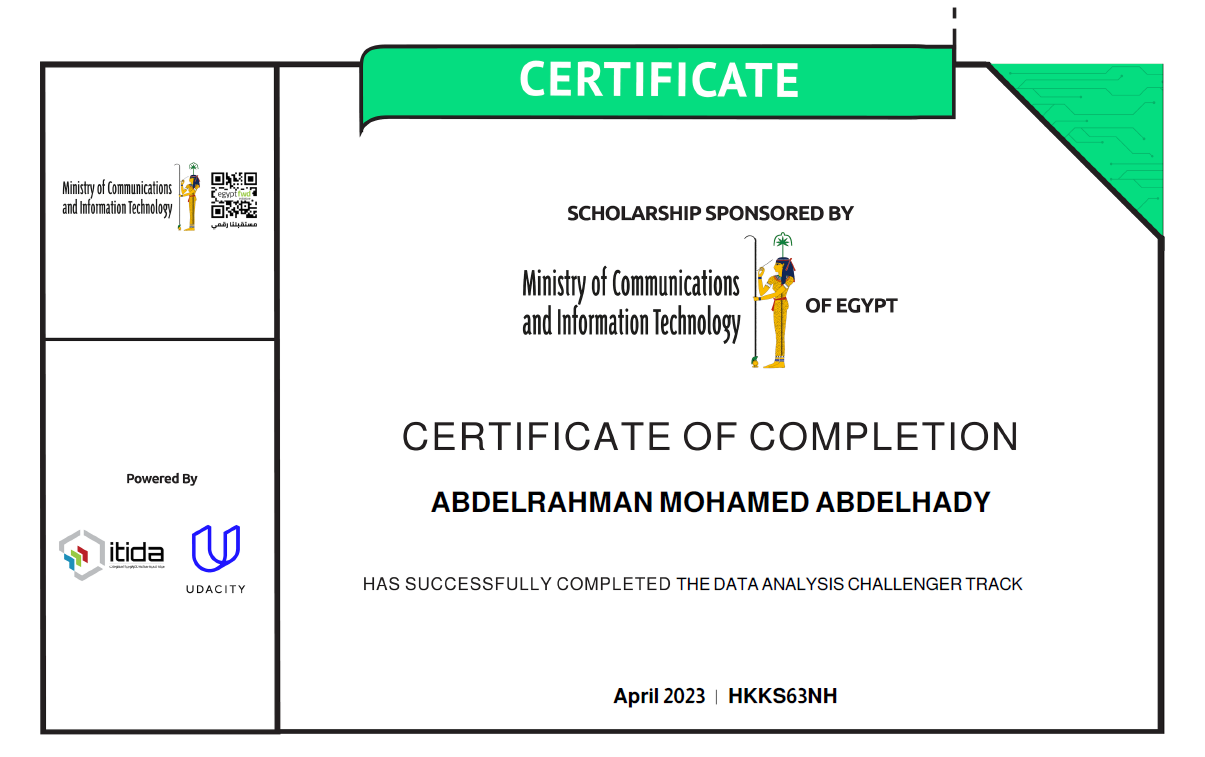 CERTIFICATE
Ministry of Communications
and Information Technology
egyptfwd
مستقبلنا رقمي
SCHOLARSHIP SPONSORED BY
Ministry of Communications
and Information Technology
OF EGYPT
CERTIFICATE OF COMPLETION
ABDELRAHMAN MOHAMED ABDELHADY
HAS SUCCESSFULLY COMPLETED THE DATA ANALYSIS CHALLENGER TRACK
April 2023 | HKKS63NH
Powered By
itida
UDACITY